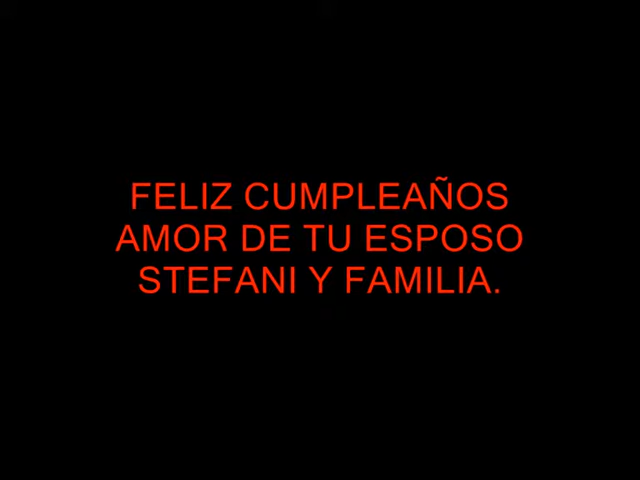 FELIZ CUMPLEAÑOS
AMOR DE TU ESPOSO
STEFANI Y FAMILIA.